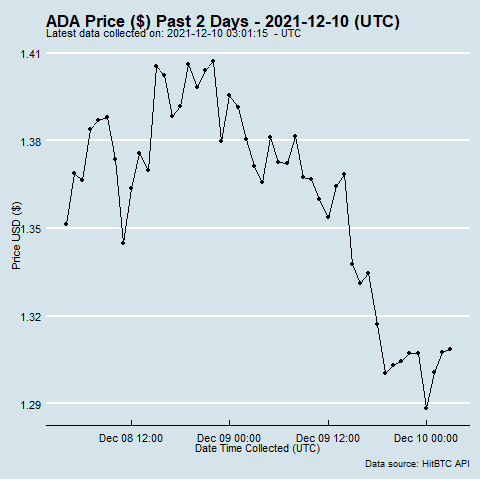 ADA Price ($) Past 2 Days - 2021-12-10 (UTC)
Latest data collected on: 2021-12-10 03:01:15  - UTC
1.41
1.38
1.35
1.32
1.29
Price USD ($)
Dec 08 12:00 Dec 09 00:00 Dec 09 12:00 Dec 10 00:00
Date Time Collected (UTC)
Data source: HitBTC API